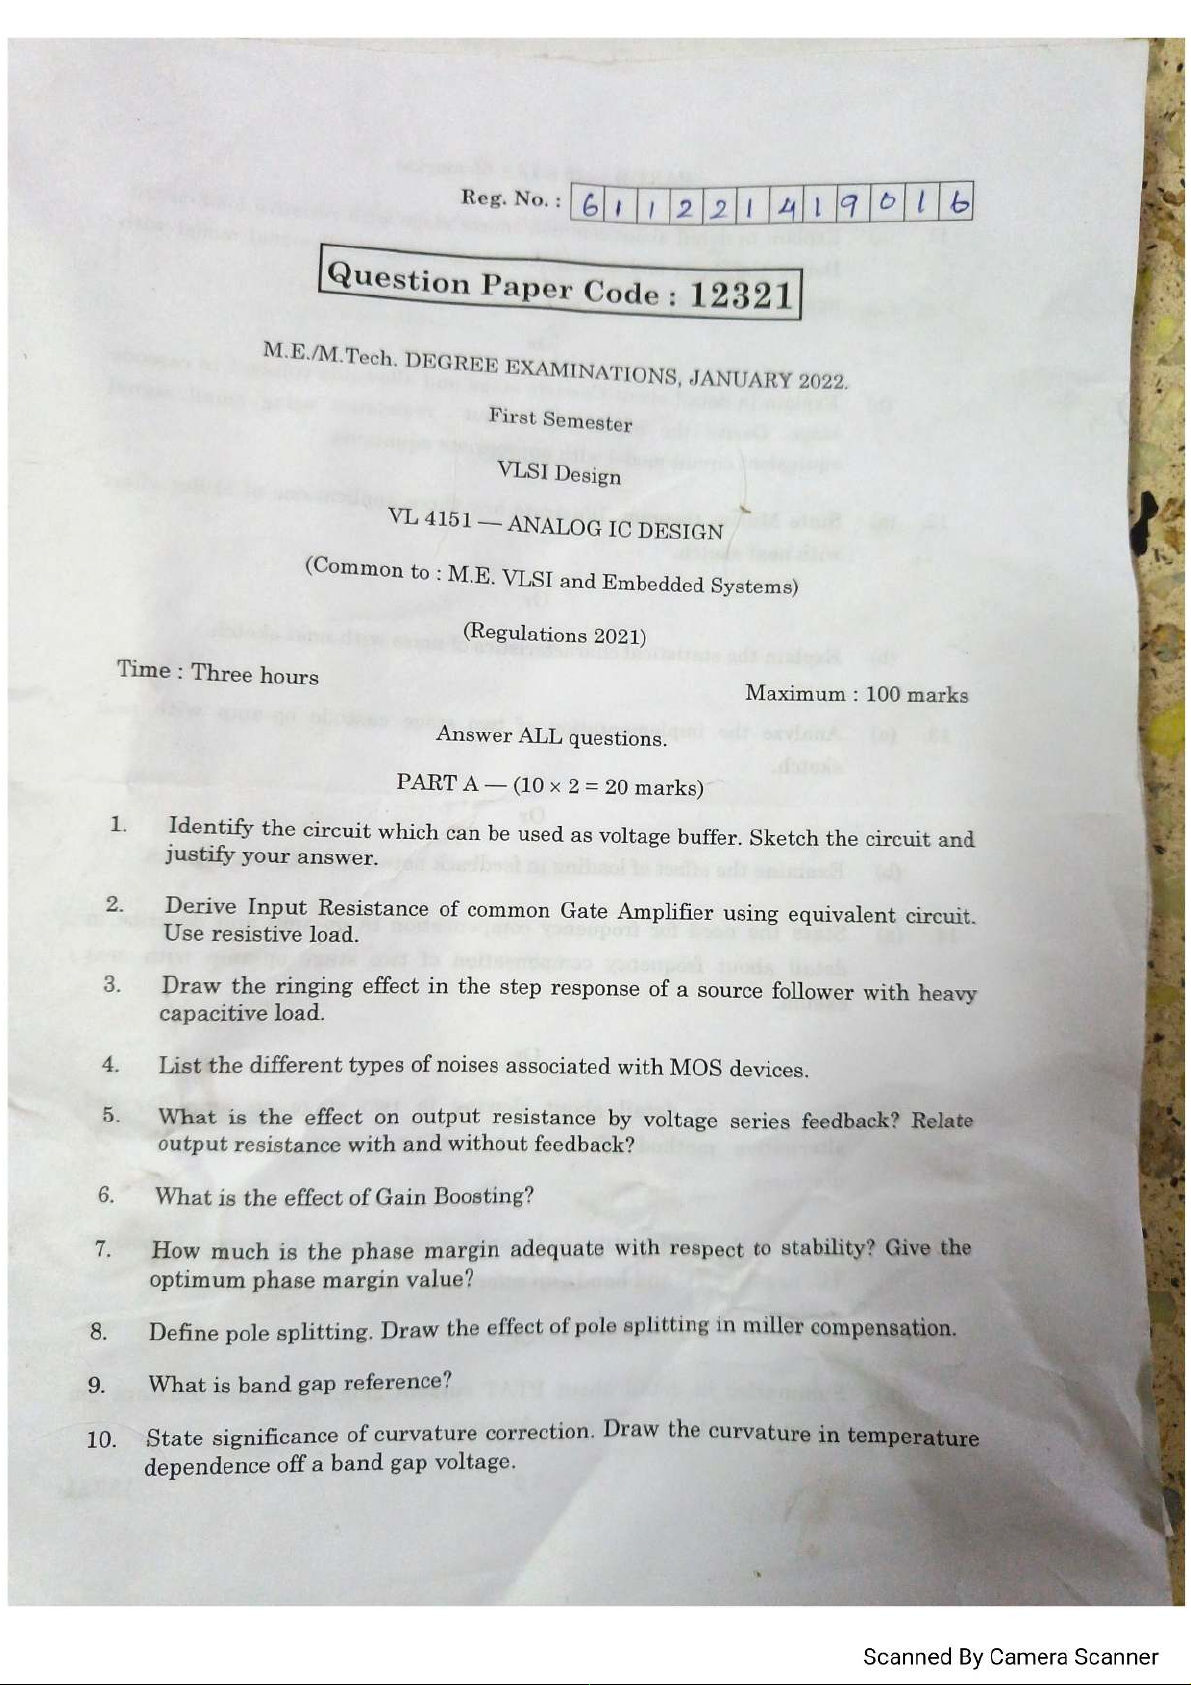 Reg. No. : 6 1 1 2 2 1 4 1 9 0 1 6
Question Paper Code : 12321
M.E./M.Tech. DEGREE EXAMINATIONS, JANUARY 2022.
First Semester
VLSI Design
VL 4151 — ANALOG IC DESIGN
(Common to : M.E. VLSI and Embedded Systems)
(Regulations 2021)
Time : Three hours
Maximum : 100 marks
Answer ALL questions.
PART A — (10 × 2 = 20 marks)
1. Identify the circuit which can be used as voltage buffer. Sketch the circuit and
justify your answer.
2. Derive Input Resistance of common Gate Amplifier using equivalent circuit.
Use resistive load.
3. Draw the ringing effect in the step response of a source follower with heavy
capacitive load.
4. List the different types of noises associated with MOS devices.
5. What is the effect on output resistance by voltage series feedback? Relate
output resistance with and without feedback?
6. What is the effect of Gain Boosting?
7. How much is the phase margin adequate with respect to stability? Give the
optimum phase margin value?
8. Define pole splitting. Draw the effect of pole splitting in miller compensation.
9. What is band gap reference?
10. State significance of curvature correction. Draw the curvature in temperature
dependence off a band gap voltage.
Scanned By Camera Scanner